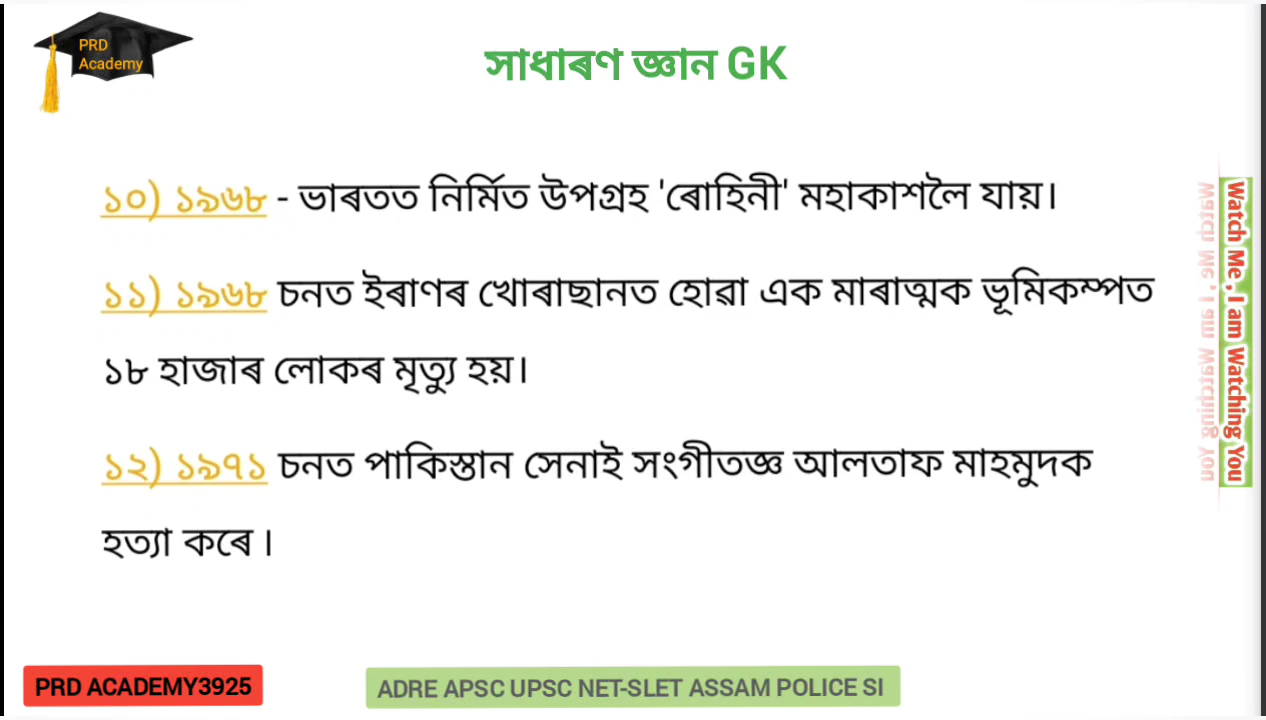 PRD
Academy
সাধাৰণ জ্ঞান GK
১০) ১৯৬৮ - ভাৰতত নিৰ্মিত উপগ্ৰহ 'ৰোহিনী' মহাকাশলৈ যায়।
১১) ১৯৬৮ চনত ইৰাণৰ খোৰাছানত হোৱা এক মাৰাত্মক ভূমিকম্পত
১৮ হাজাৰ লোকৰ মৃত্যু হয়।
১২) ১৯৭১ চনত পাকিস্তান সেনাই সংগীতজ্ঞ আলতাফ মাহমুদক
হত্যা কৰে ।
Watch Me , I am Watching You
PRD ACADEMY3925
ADRE APSC UPSC NET-SLET ASSAM POLICE SI